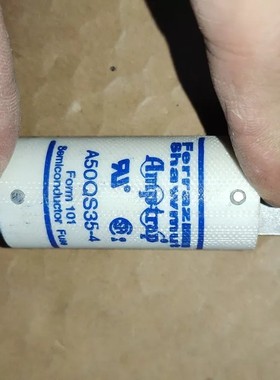 Ferraz
Shawmut
Amp-trap
A50QS35-4
Form 101
Semiconductor Fuse